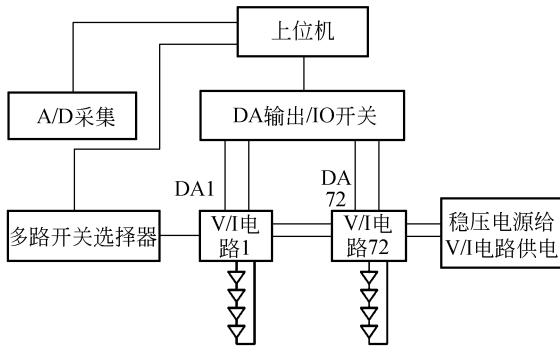 上位机
A/D采集
DA输出/IO开关
DA1
DA
72
多路开关选择器
V/I电
路1
V/I电
路72
稳压电源给
V/I电路供电